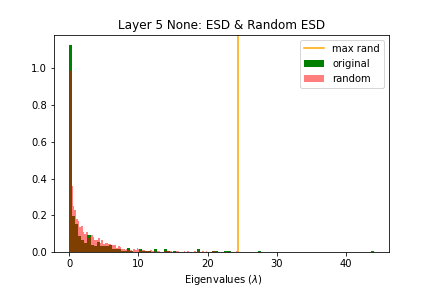 Layer 5 None: ESD & Random ESD
max rand
original
random
1.0
0.8
0.6
0.4
0.2
0.0
0 10 20 30 40
Eigenvalues (λ)